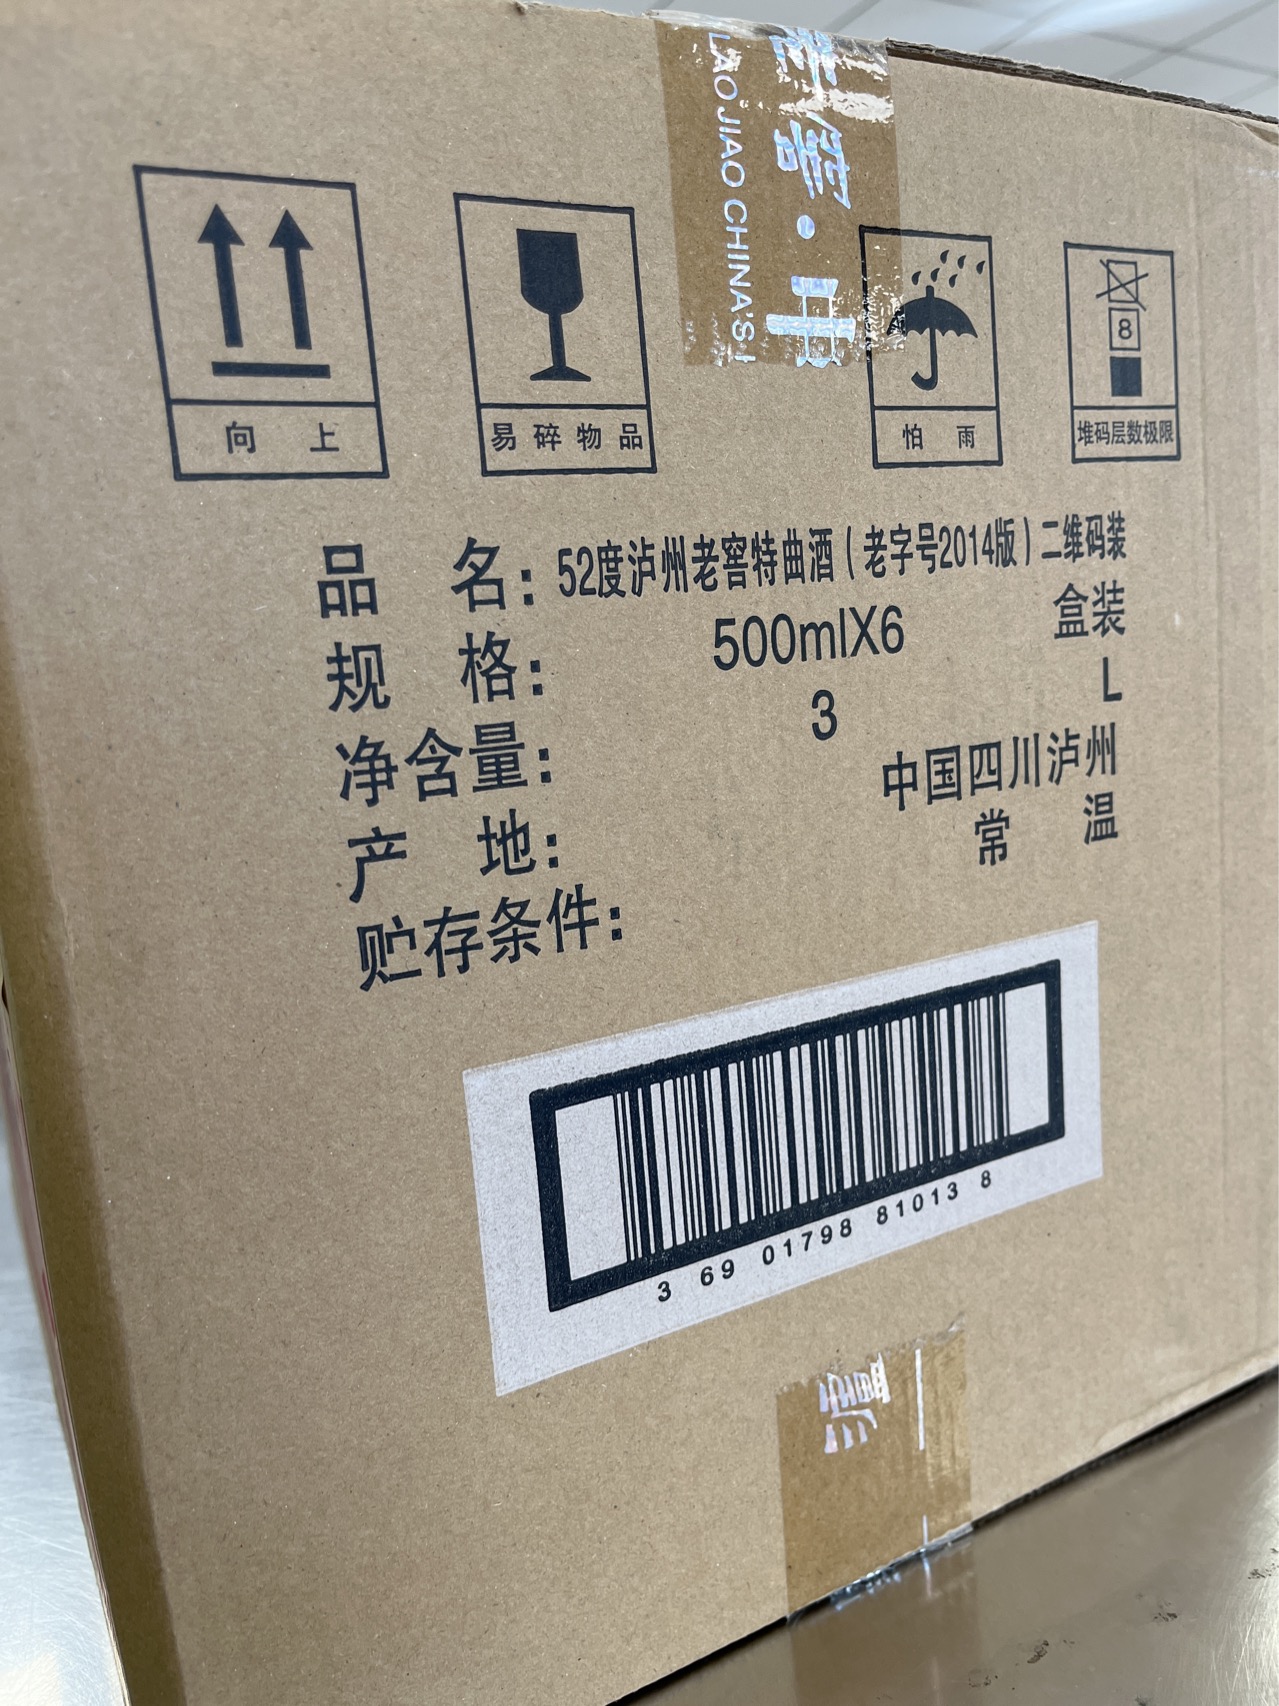 老窖·中
LAO JIAO CHINA'S
8
向上
易碎物品
怕雨
堆码层数极限
品名：52度泸州老窖特曲酒（老字号2014版）二维码装
规格：500mlX6 盒装
净含量：3 L
产地：中国四川泸州
贮存条件：常温
3 69 01798 81013 8